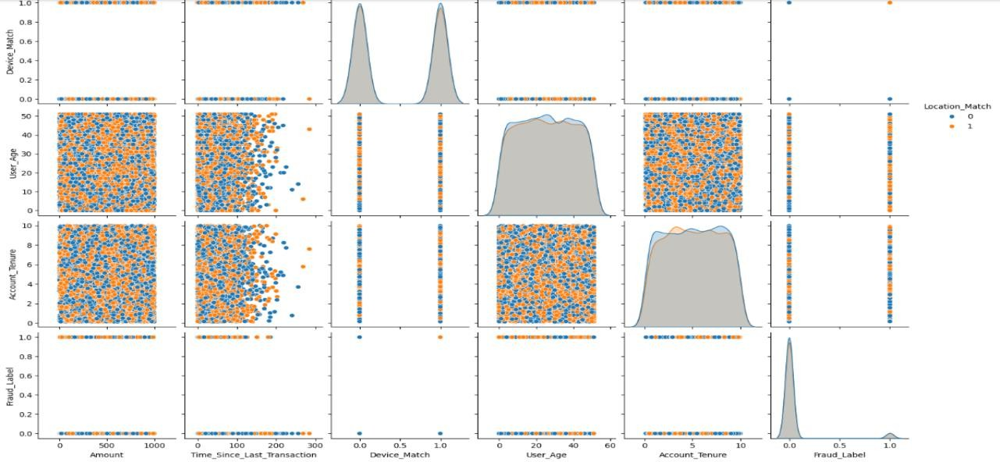 1.0
0.8
0.6
0.4
0.2
0.0
Device_Match
50
40
30
20
10
0
User_Age
10
8
6
4
2
0
Account_Tenure
1.0
0.8
0.6
0.4
0.2
0.0
Fraud_Label
0 500 1000
Amount
0 100 200 300
Time_Since_Last_Transaction
0.0 0.5 1.0
Device_Match
0 20 40 60
User_Age
0 5 10
Account_Tenure
0.0 0.5 1.0
Fraud_Label
Location_Match
0
1